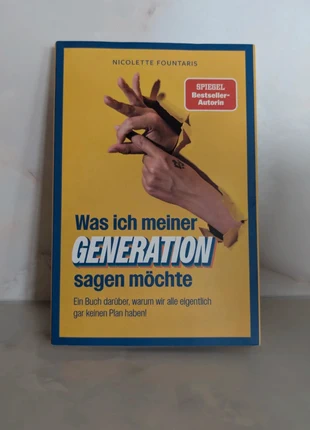 NICOLETTE FOUNTARIS
SPIEGEL
Bestseller-
Autorin
Was ich meiner
GENERATION
sagen möchte
Ein Buch darüber, warum wir alle eigentlich
gar keinen Plan haben!